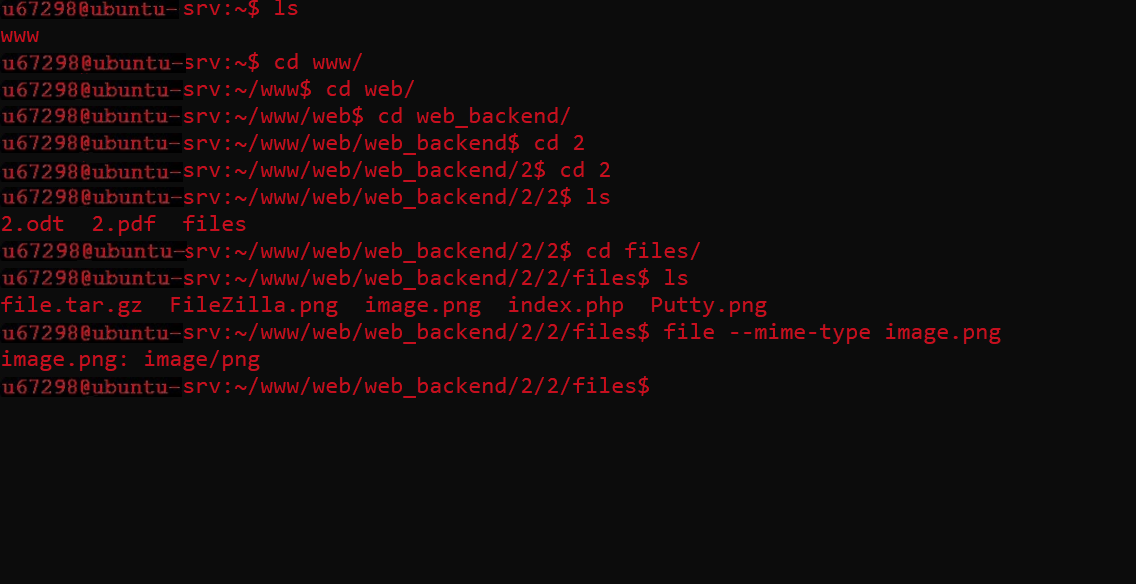 u67298@ubuntu-srv:~$ ls
www
u67298@ubuntu-srv:~$ cd www/
u67298@ubuntu-srv:~/www$ cd web/
u67298@ubuntu-srv:~/www/web$ cd web_backend/
u67298@ubuntu-srv:~/www/web/web_backend$ cd 2
u67298@ubuntu-srv:~/www/web/web_backend/2$ cd 2
u67298@ubuntu-srv:~/www/web/web_backend/2/2$ ls
2.odt  2.pdf  files
u67298@ubuntu-srv:~/www/web/web_backend/2/2$ cd files/
u67298@ubuntu-srv:~/www/web/web_backend/2/2/files$ ls
file.tar.gz  FileZilla.png  image.png  index.php  Putty.png
u67298@ubuntu-srv:~/www/web/web_backend/2/2/files$ file --mime-type image.png
image.png: image/png
u67298@ubuntu-srv:~/www/web/web_backend/2/2/files$